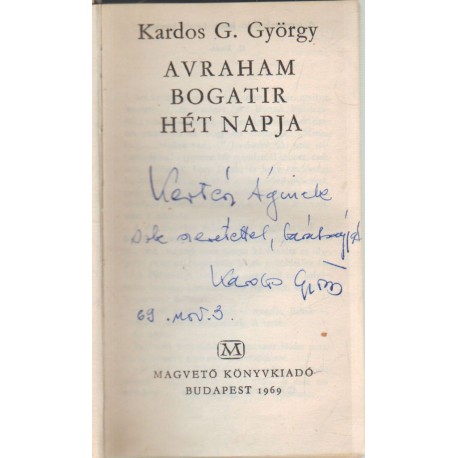 Kardos G. György
AVRAHAM
BOGATIR
HÉT NAPJA
Kertész Áginak
sok szeretettel, barátsággal
Kardos György
69. nov. 3.
M
MAGVETŐ KÖNYVKIADÓ
BUDAPEST 1969